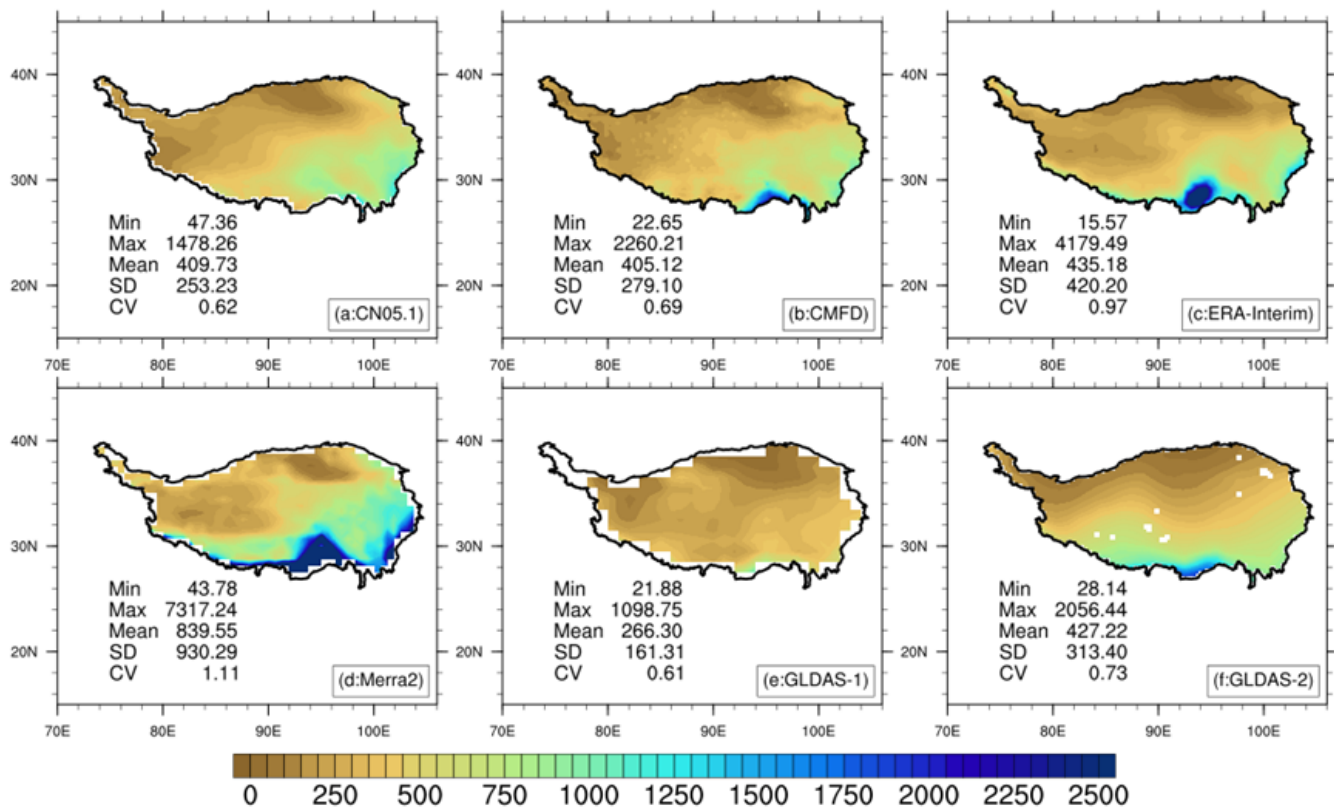 40N
30N
20N
Min 47.36
Max 1478.26
Mean 409.73
SD 253.23
CV 0.62
(a:CN05.1)
70E 80E 90E 100E
Min 22.65
Max 2260.21
Mean 405.12
SD 279.10
CV 0.69
(b:CMFD)
70E 80E 90E 100E
40N
30N
20N
Min 15.57
Max 4179.49
Mean 435.18
SD 420.20
CV 0.97
(c:ERA-Interim)
70E 80E 90E 100E
40N
30N
20N
Min 43.78
Max 7317.24
Mean 839.55
SD 930.29
CV 1.11
(d:Merra2)
70E 80E 90E 100E
Min 21.88
Max 1098.75
Mean 266.30
SD 161.31
CV 0.61
(e:GLDAS-1)
70E 80E 90E 100E
40N
30N
20N
Min 28.14
Max 2056.44
Mean 427.22
SD 313.40
CV 0.73
(f:GLDAS-2)
70E 80E 90E 100E
40N
30N
20N
0 250 500 750 1000 1250 1500 1750 2000 2250 2500